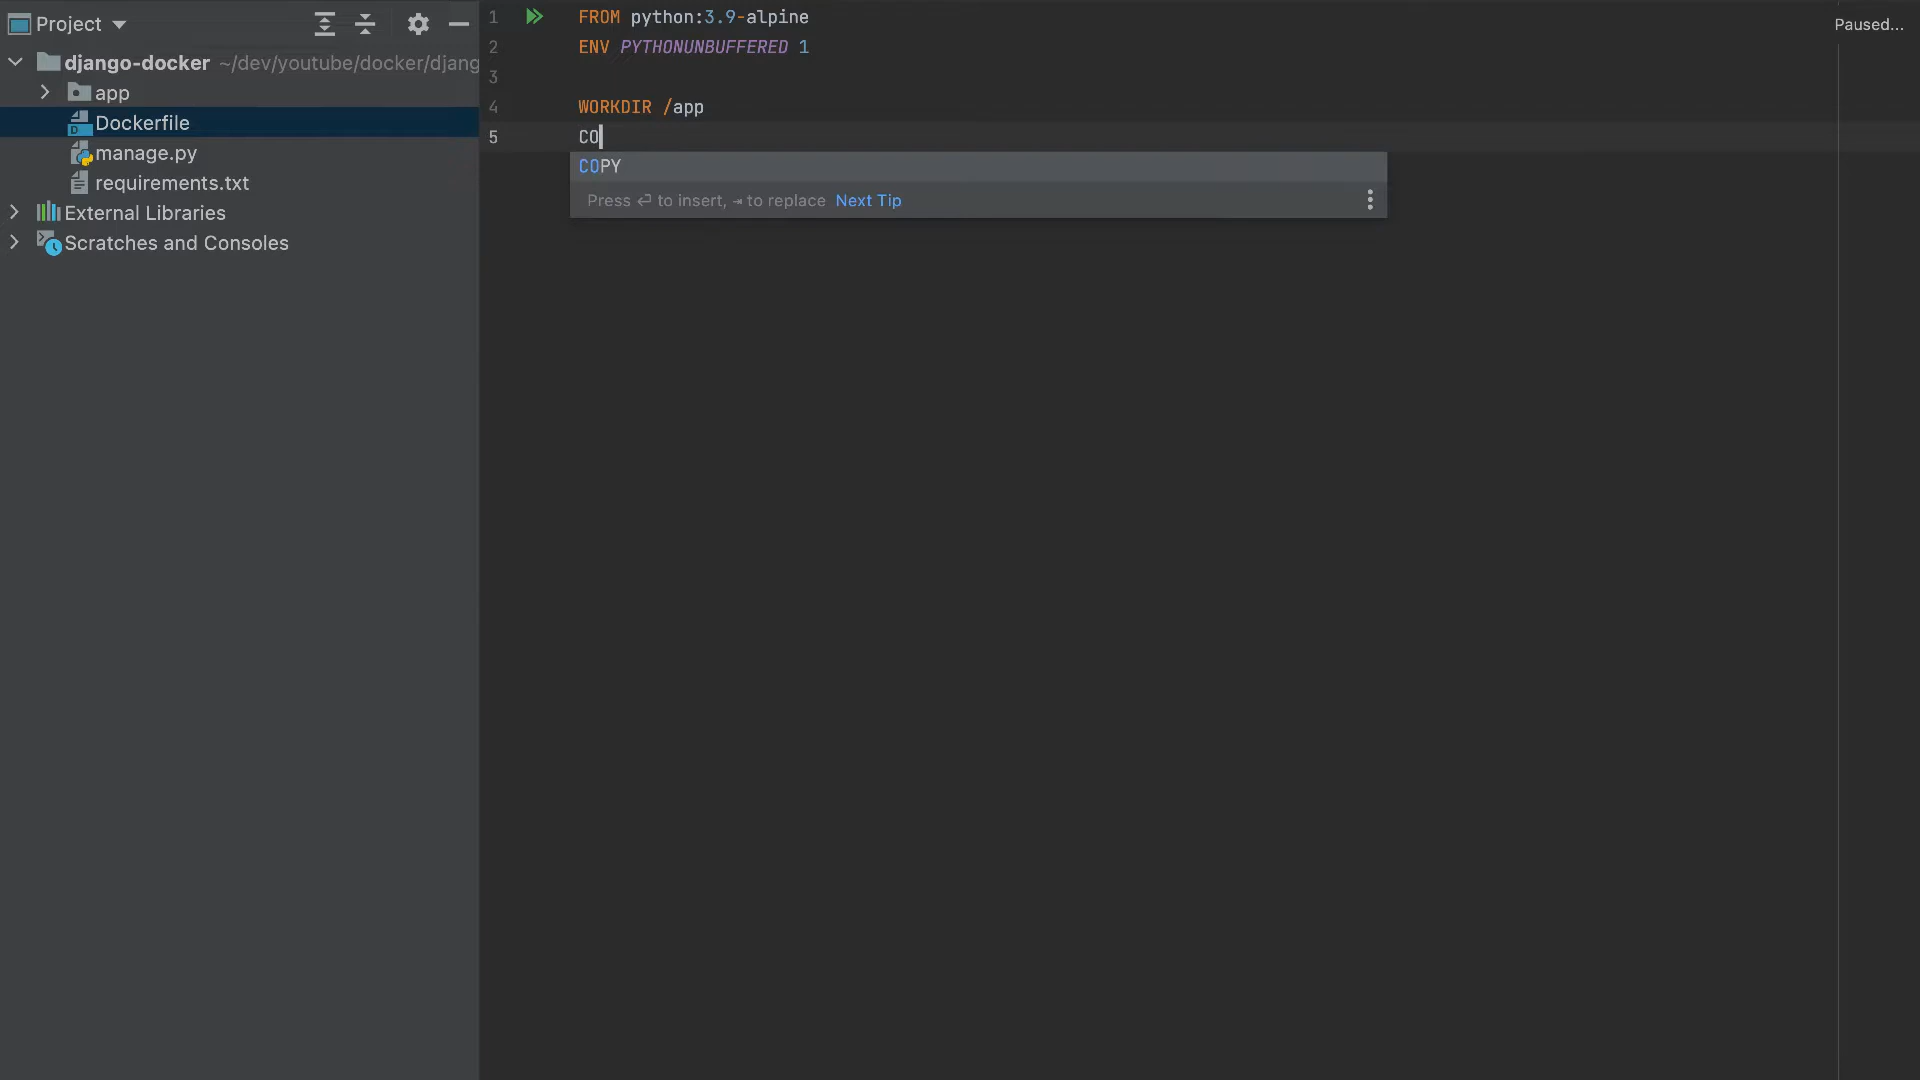 Project
django-docker ~/dev/youtube/docker/djang
app
Dockerfile
manage.py
requirements.txt
External Libraries
Scratches and Consoles
1 FROM python:3.9-alpine
2 ENV PYTHONUNBUFFERED 1
3
4 WORKDIR /app
5 CO
COPY
Press ↩ to insert, ⇥ to replace Next Tip
Paused...